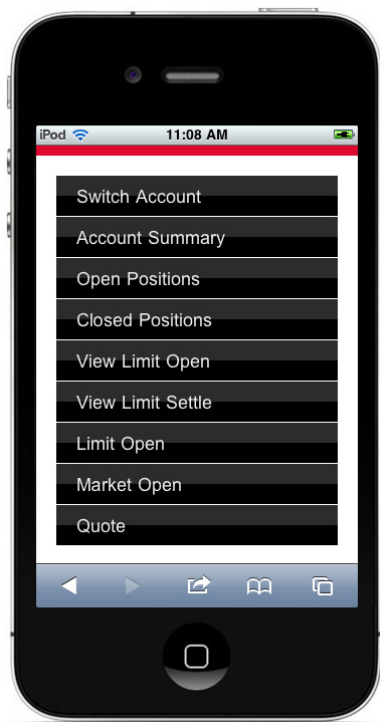 iPod 11:08 AM
Switch Account
Account Summary
Open Positions
Closed Positions
View Limit Open
View Limit Settle
Limit Open
Market Open
Quote